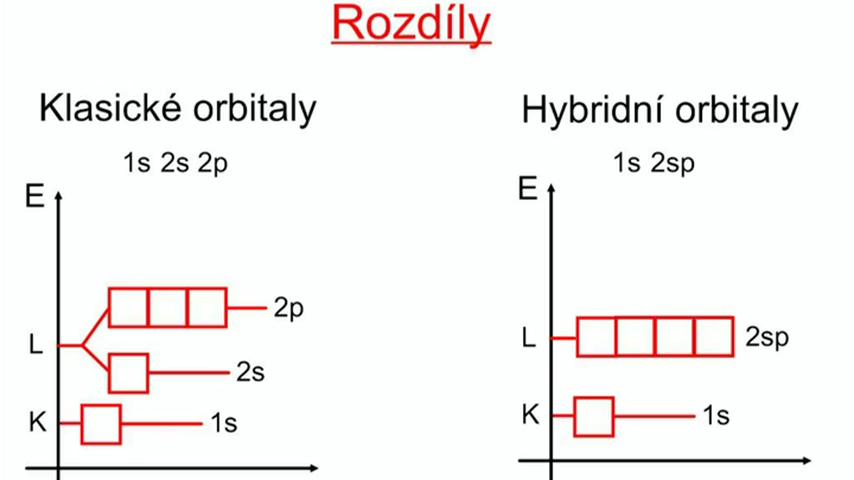 Rozdíly
Klasické orbitaly
1s 2s 2p
E
2p
L
2s
K
1s
Hybridní orbitaly
1s 2sp
E
L
2sp
K
1s